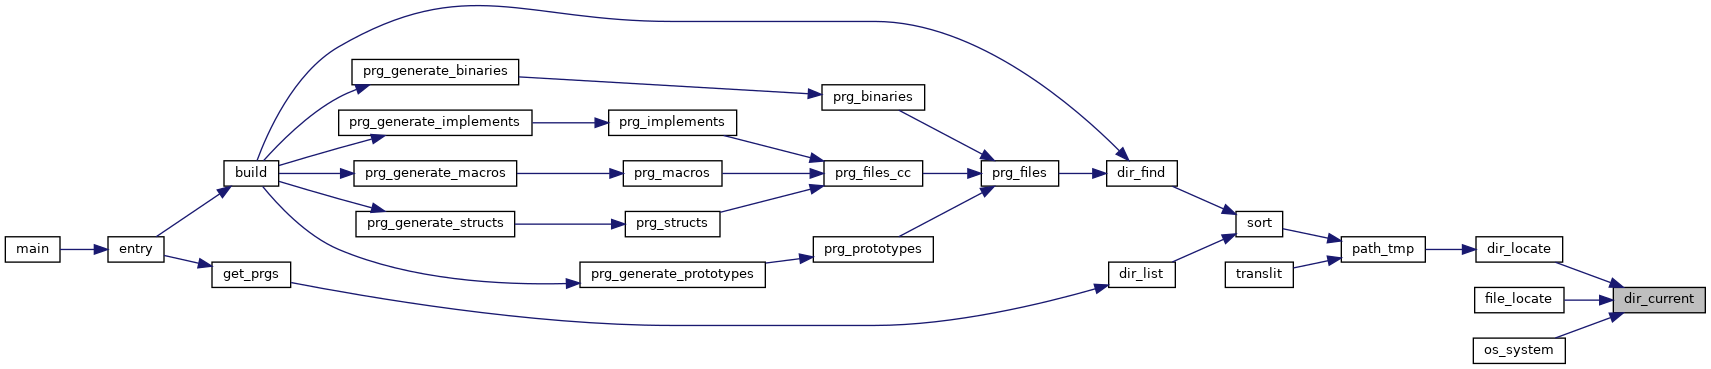 main
entry
build
get_prgs
prg_generate_binaries
prg_generate_implements
prg_generate_macros
prg_generate_structs
prg_generate_prototypes
prg_implements
prg_macros
prg_structs
prg_binaries
prg_files_cc
prg_prototypes
prg_files
dir_find
dir_list
sort
translit
path_tmp
dir_locate
file_locate
os_system
dir_current